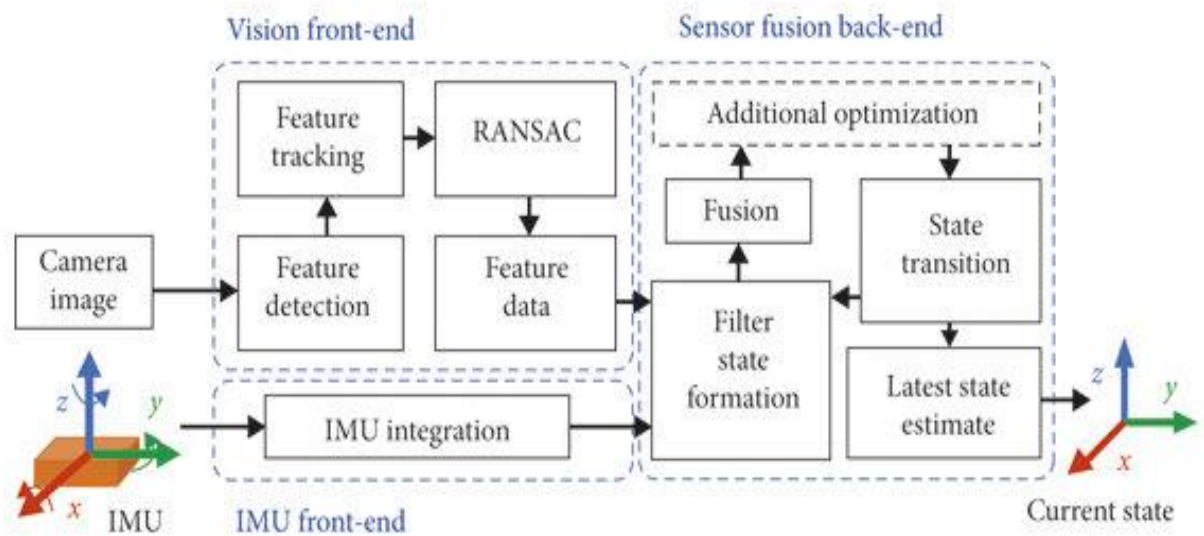 Vision front-end
Sensor fusion back-end
Feature
tracking
RANSAC
Additional optimization
Fusion
State
transition
Camera
image
Feature
detection
Feature
data
Filter
state
formation
Latest state
estimate
z
y
x
IMU
IMU integration
IMU front-end
z
y
x
Current state